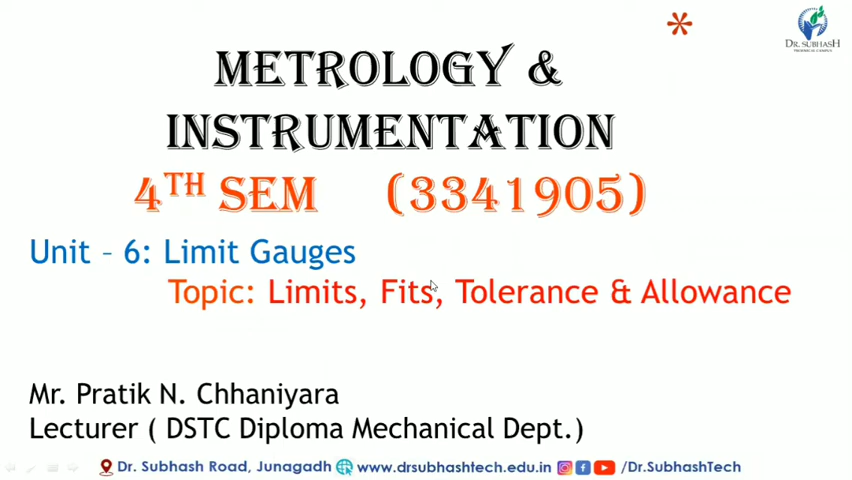 *
DR. SUBHASH
METROLOGY &
INSTRUMENTATION
4TH SEM (3341905)
Unit – 6: Limit Gauges
Topic: Limits, Fits, Tolerance & Allowance
Mr. Pratik N. Chhaniyara
Lecturer ( DSTC Diploma Mechanical Dept.)
Dr. Subhash Road, Junagadh www.drsubhashtech.edu.in /Dr.SubhashTech